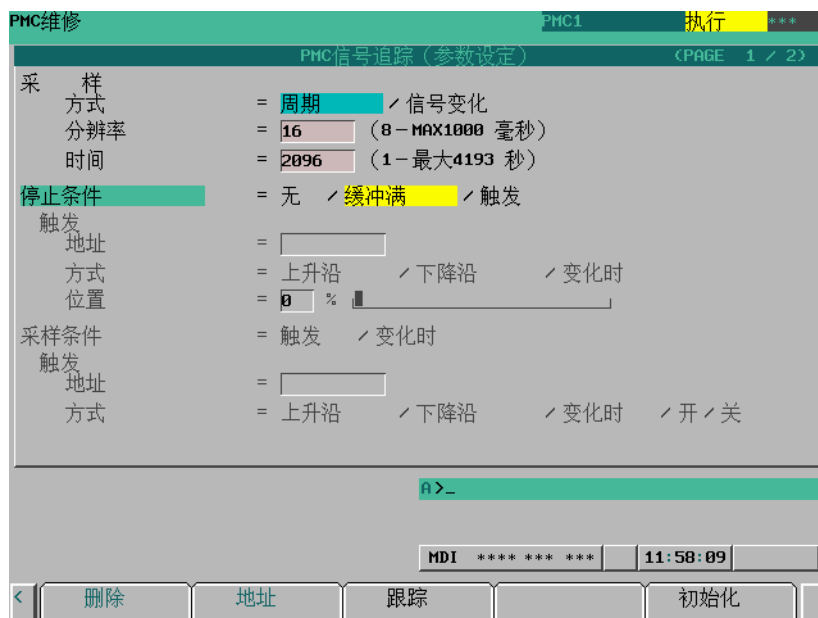 PMC维修 PMC1 执行 ***
PMC信号追踪（参数设定） (PAGE 1 / 2)
采 样
方式 = 周期 /信号变化
分辨率 = 16 (8-MAX1000 毫秒)
时间 = 2096 (1-最大4193 秒)
停止条件 = 无 /缓冲满 /触发
触发
地址 =
方式 = 上升沿 /下降沿 /变化时
位置 = 0 %
采样条件 = 触发 /变化时
触发
地址 =
方式 = 上升沿 /下降沿 /变化时 /开/关
A>_
MDI **** *** *** 11:58:09
< 删除 地址 跟踪 初始化